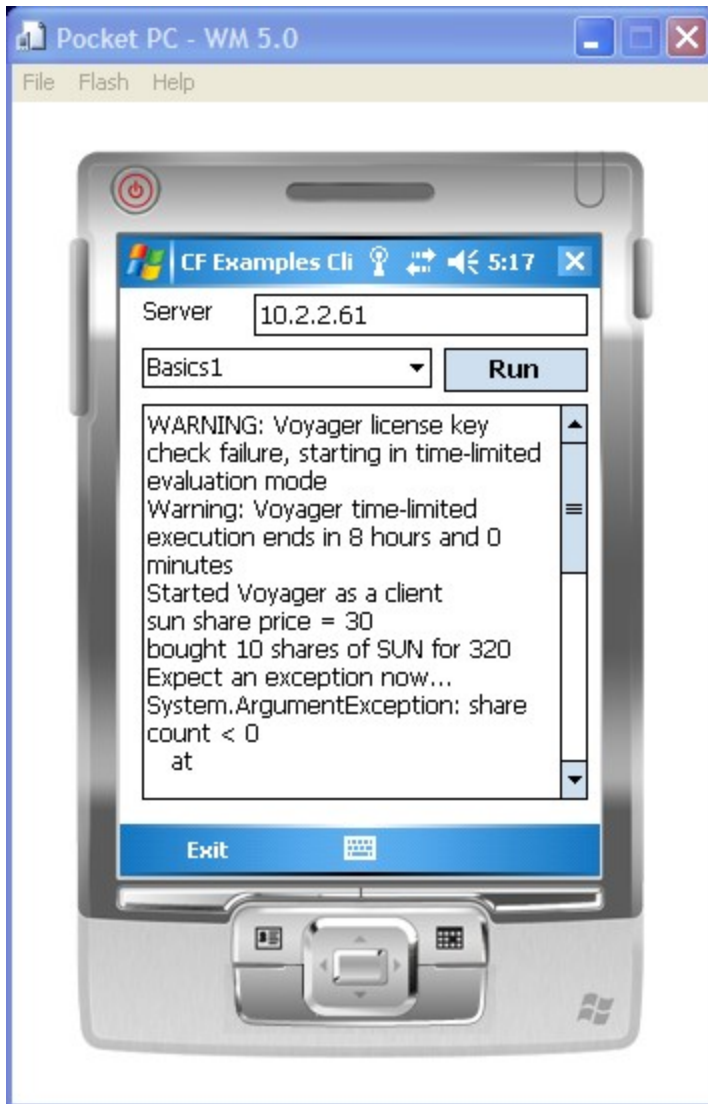 Pocket PC - WM 5.0
File Flash Help
CF Examples Cli 5:17
Server 10.2.2.61
Basics1 Run
WARNING: Voyager license key
check failure, starting in time-limited
evaluation mode
Warning: Voyager time-limited
execution ends in 8 hours and 0
minutes
Started Voyager as a client
sun share price = 30
bought 10 shares of SUN for 320
Expect an exception now...
System.ArgumentException: share
count < 0
at
Exit